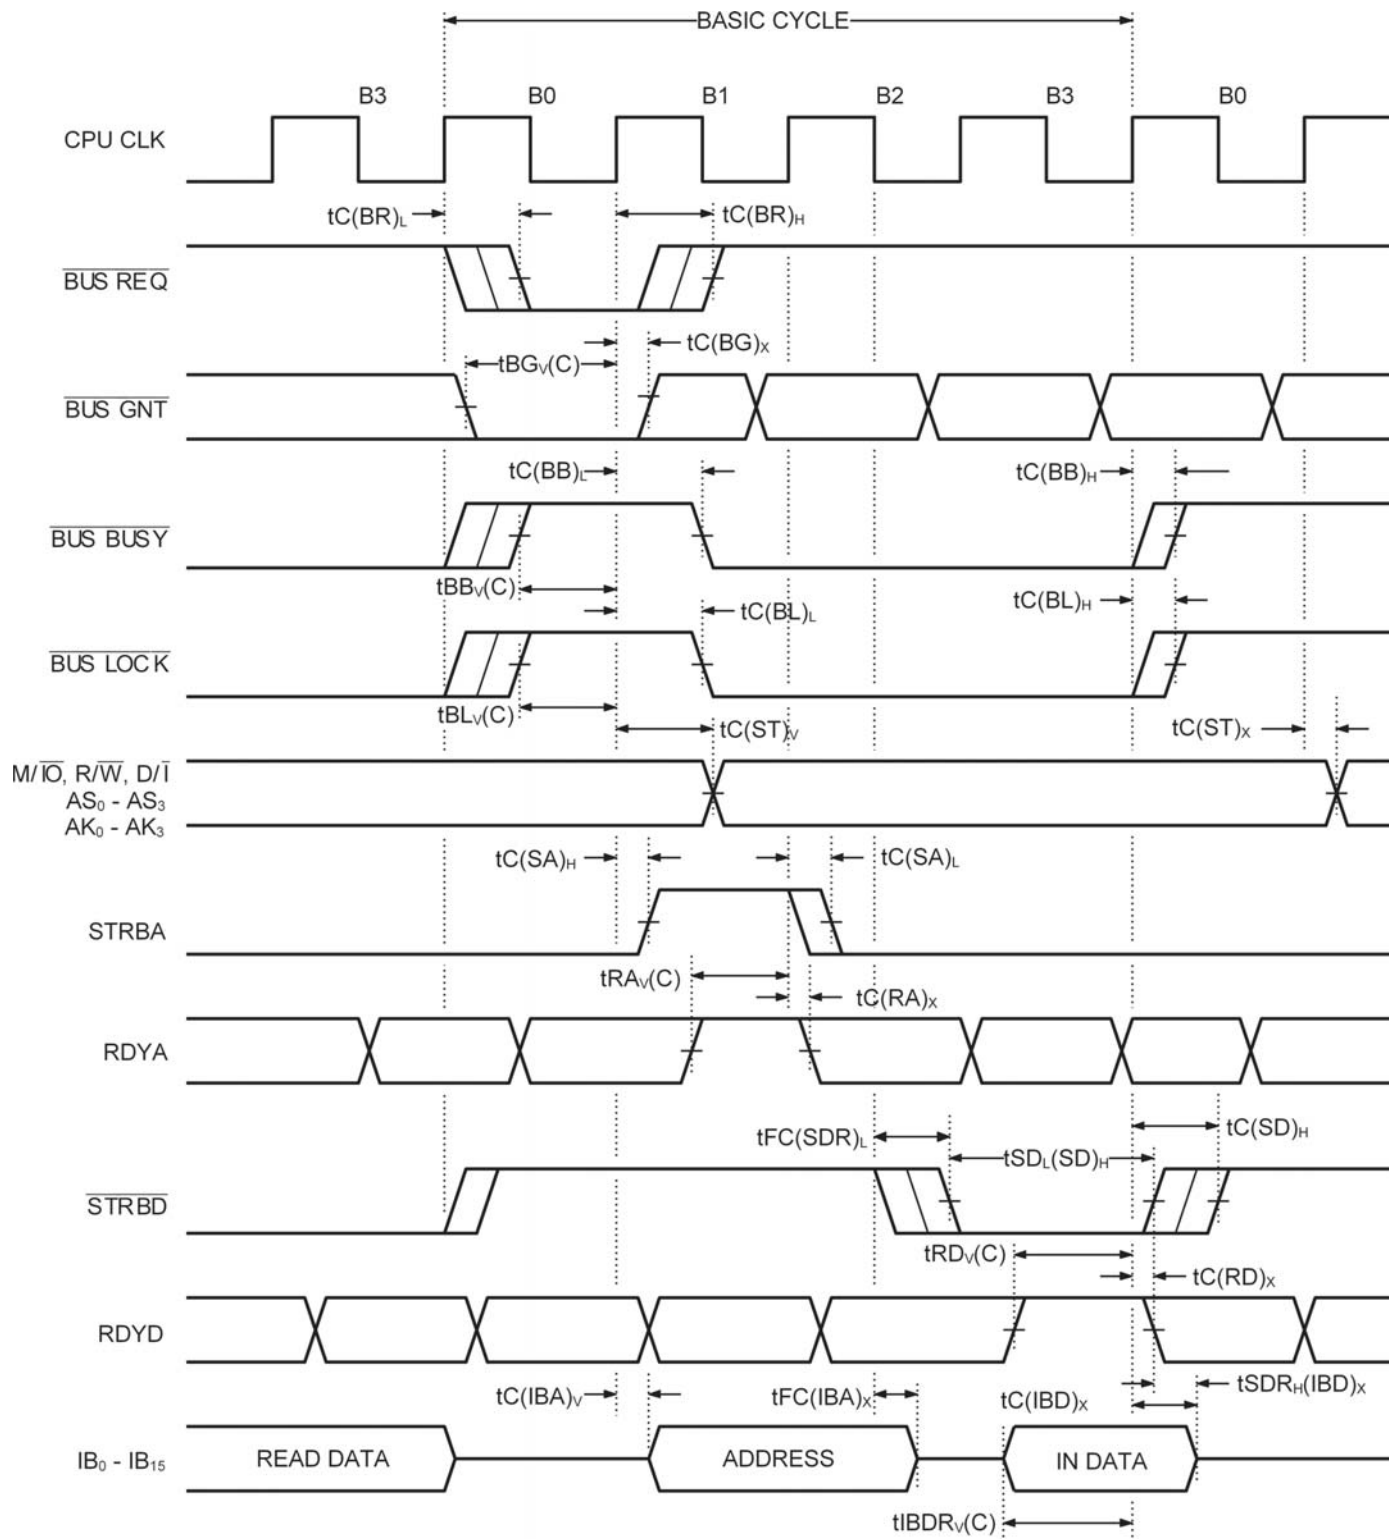 BASIC CYCLE
B3 B0 B1 B2 B3 B0
CPU CLK
tC(BR)L tC(BR)H
BUS REQ
tC(BG)X
tBGV(C)
BUS GNT
tC(BB)L tC(BB)H
BUS BUSY
tBBV(C)
tC(BL)L tC(BL)H
BUS LOCK
tBLV(C)
tC(ST)V tC(ST)X
M/IO, R/W, D/I
AS0 - AS3
AK0 - AK3
tC(SA)H tC(SA)L
STRBA
tRAV(C)
tC(RA)X
RDYA
tC(SD)H
tFC(SDR)L
tSDL(SD)H
STRBD
tRDV(C)
tC(RD)X
RDYD
tSDRH(IBD)X
tC(IBA)V tFC(IBA)X tC(IBD)X
IB0 - IB15
READ DATA ADDRESS IN DATA
tIBDRV(C)